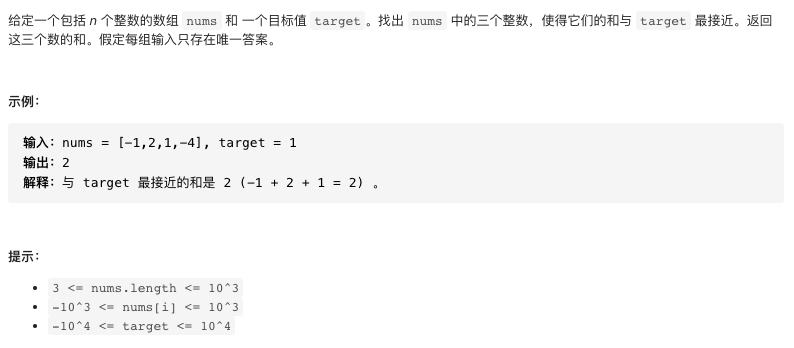 给定一个包括 n 个整数的数组 nums 和 一个目标值 target 。找出 nums 中的三个整数，使得它们的和与 target 最接近。返回
这三个数的和。假定每组输入只存在唯一答案。
示例：
输入：nums = [-1,2,1,-4], target = 1
输出：2
解释：与 target 最接近的和是 2 (-1 + 2 + 1 = 2) 。
提示：
• 3 <= nums.length <= 10^3
• -10^3 <= nums[i] <= 10^3
• -10^4 <= target <= 10^4